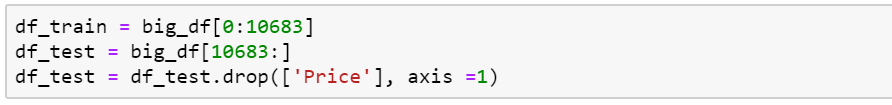 df_train = big_df[0:10683]
df_test = big_df[10683:]
df_test = df_test.drop(['Price'], axis =1)